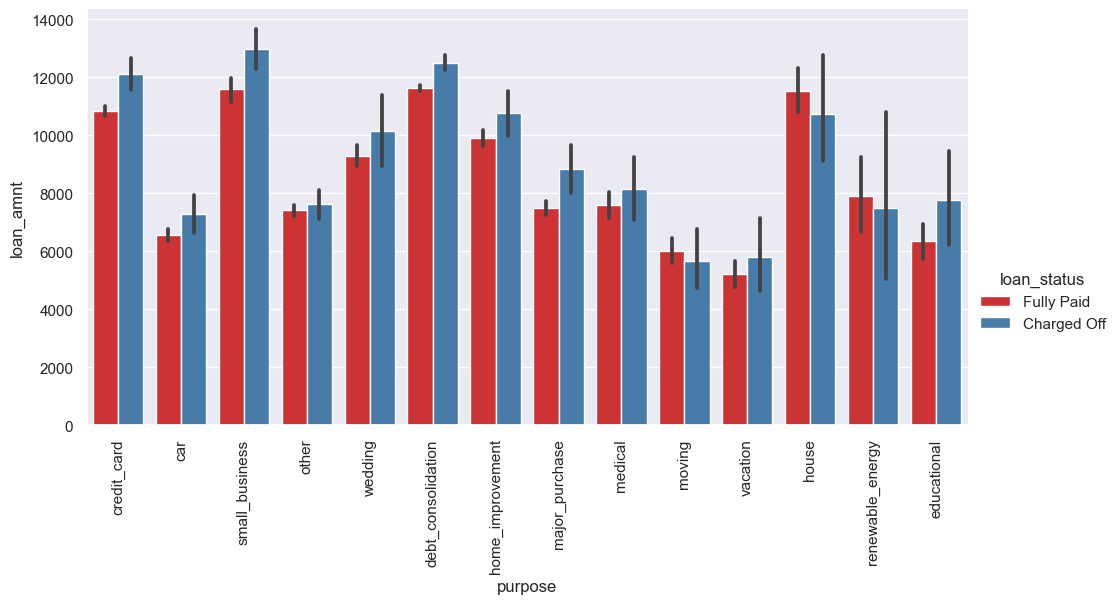 14000
12000
10000
8000
6000
4000
2000
0
loan_amnt
credit_card
car
small_business
other
wedding
debt_consolidation
home_improvement
major_purchase
medical
moving
vacation
house
renewable_energy
educational
purpose
loan_status
Fully Paid
Charged Off